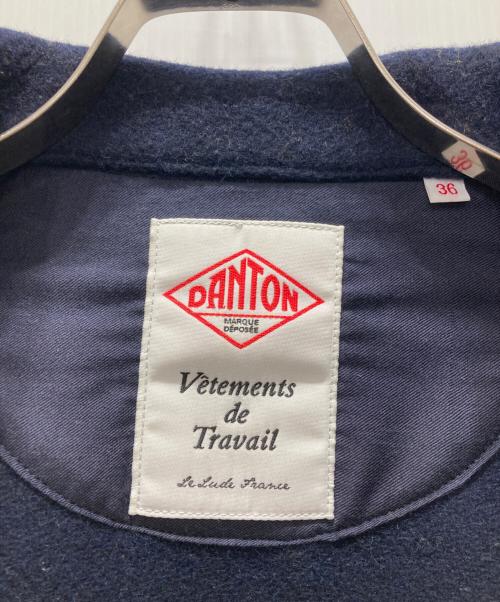 36
DANTON
MARQUE
DÉPOSÉE
Vêtements
de
Travail
Le Lude France